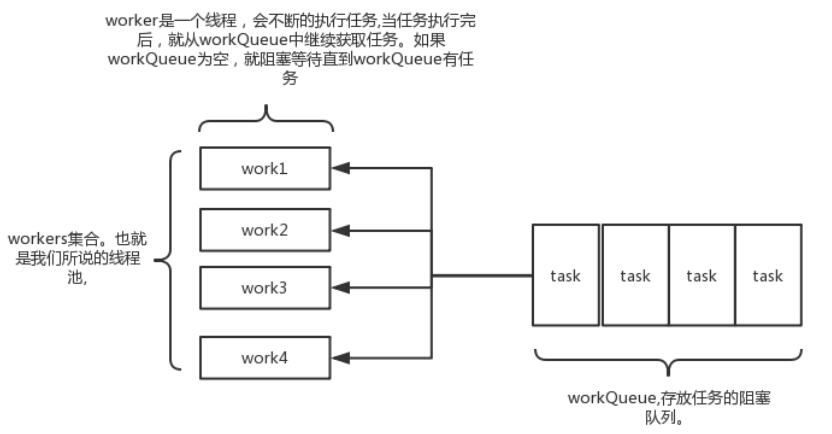 worker是一个线程，会不断的执行任务,当任务执行完
后，就从workQueue中继续获取任务。如果
workQueue为空，就阻塞等待直到workQueue有任
务
work1
work2
workers集合。也就
是我们所说的线程
池,
work3
work4
task
task
task
task
workQueue,存放任务的阻塞
队列。